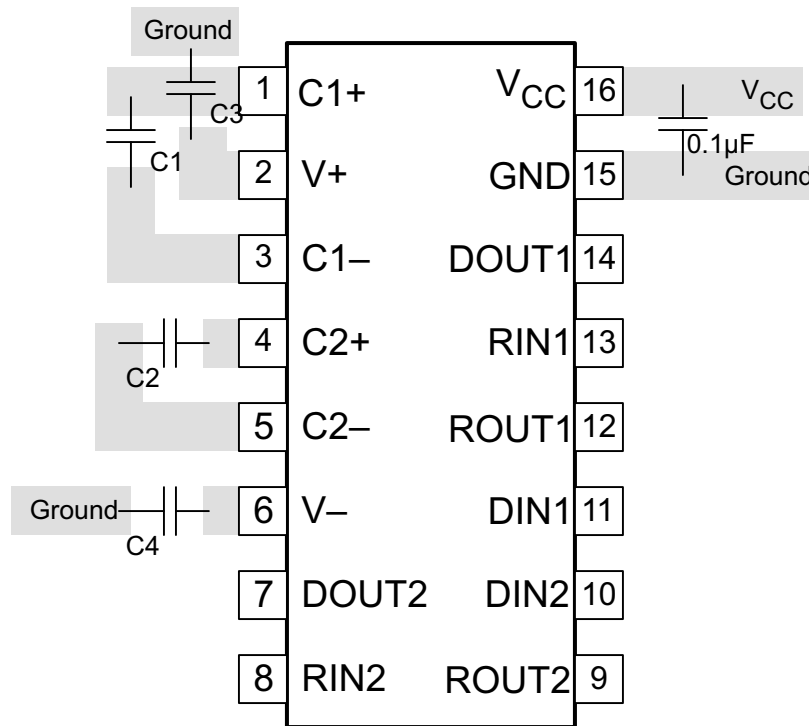 Ground
1 C1+ VCC 16 VCC
C3
C1 0.1µF
2 V+ GND 15 Ground
3 C1– DOUT1 14
4 C2+ RIN1 13
C2
5 C2– ROUT1 12
Ground 6 V– DIN1 11
C4
7 DOUT2 DIN2 10
8 RIN2 ROUT2 9